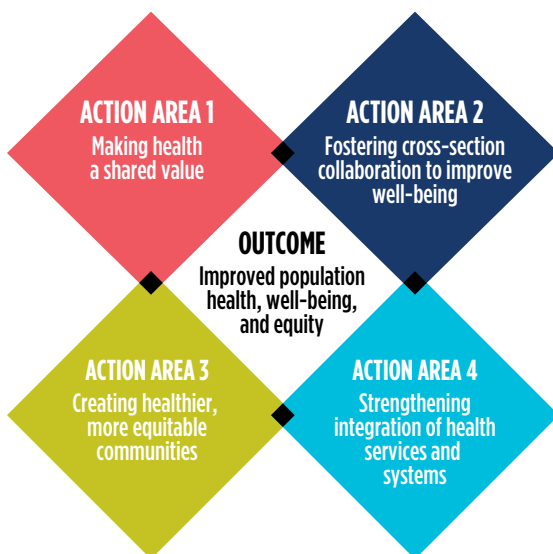 ACTION AREA 1
Making health
a shared value
ACTION AREA 2
Fostering cross-section
collaboration to improve
well-being
OUTCOME
Improved population
health, well-being,
and equity
ACTION AREA 3
Creating healthier,
more equitable
communities
ACTION AREA 4
Strengthening
integration of health
services and
systems